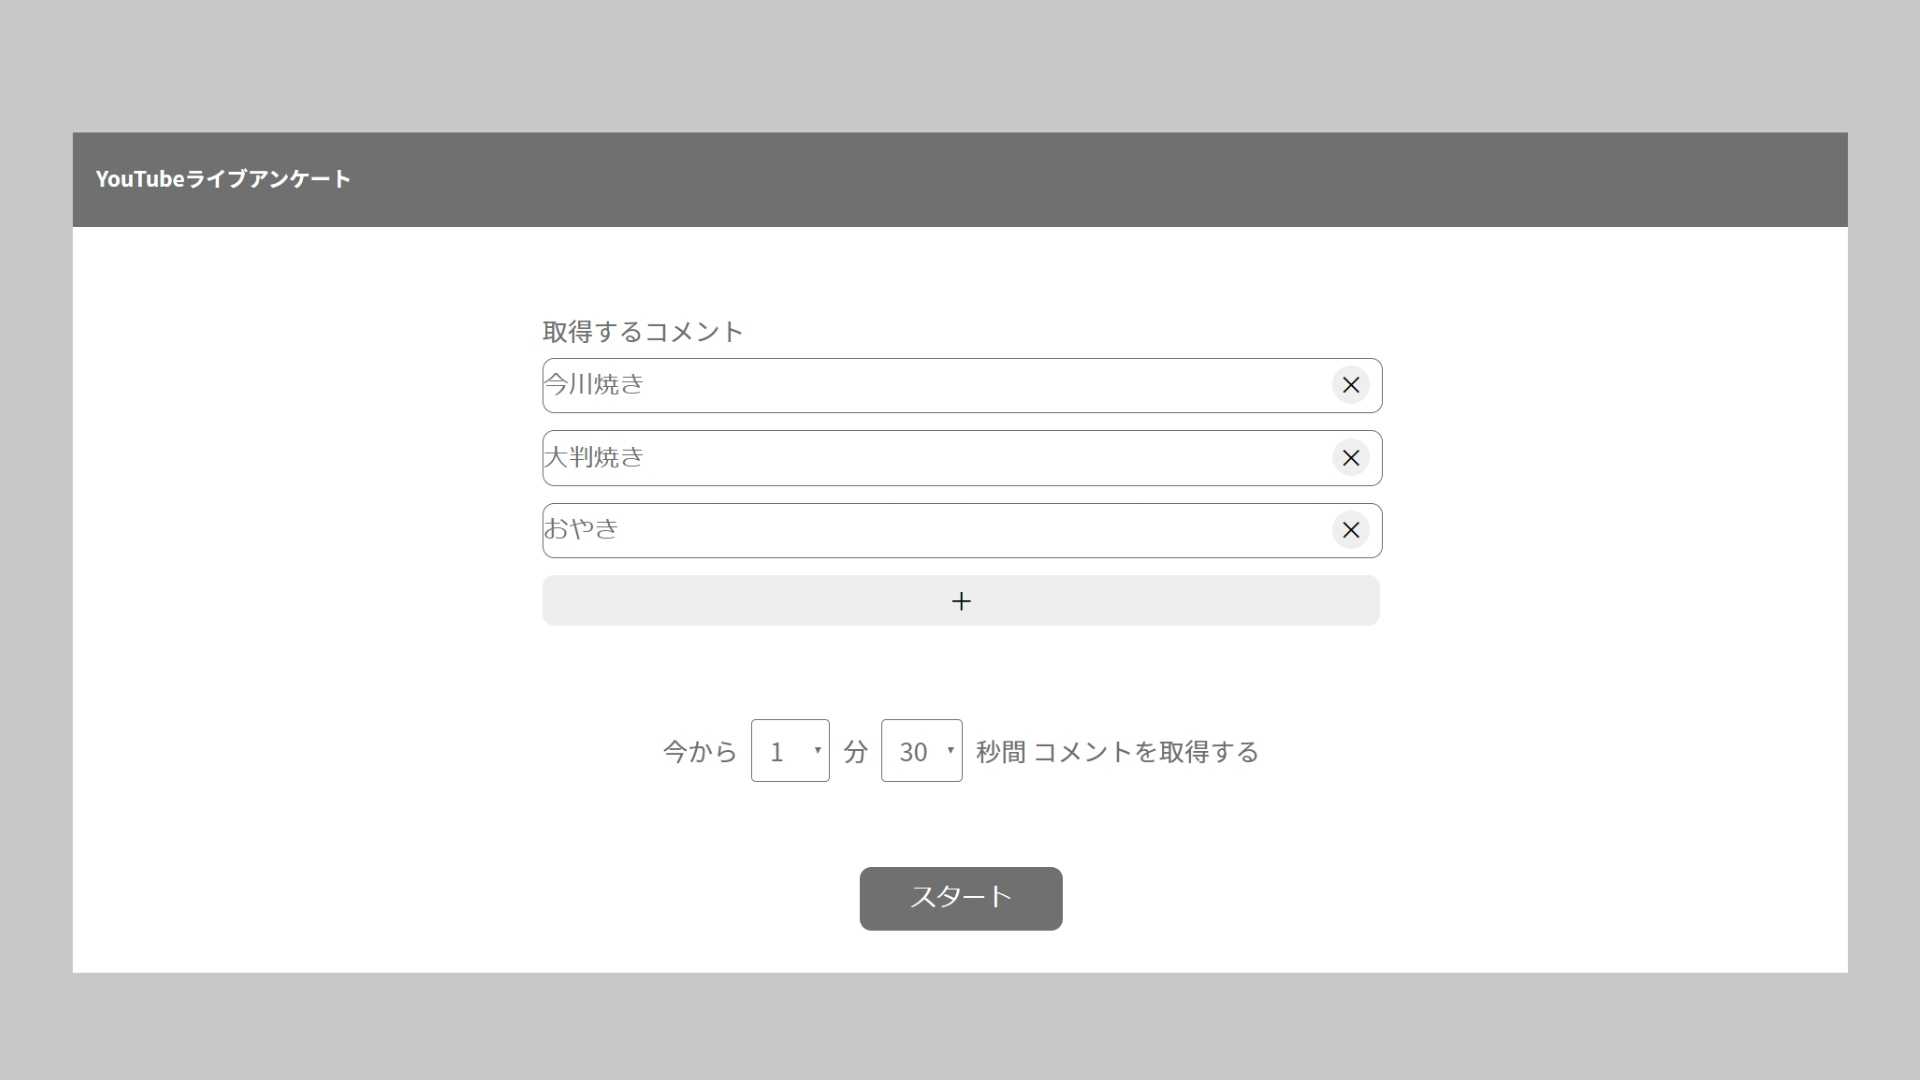 YouTubeライブアンケート
取得するコメント
今川焼き ×
大判焼き ×
おやき ×
+
今から 1 ▼ 分 30 ▼ 秒間 コメントを取得する
スタート